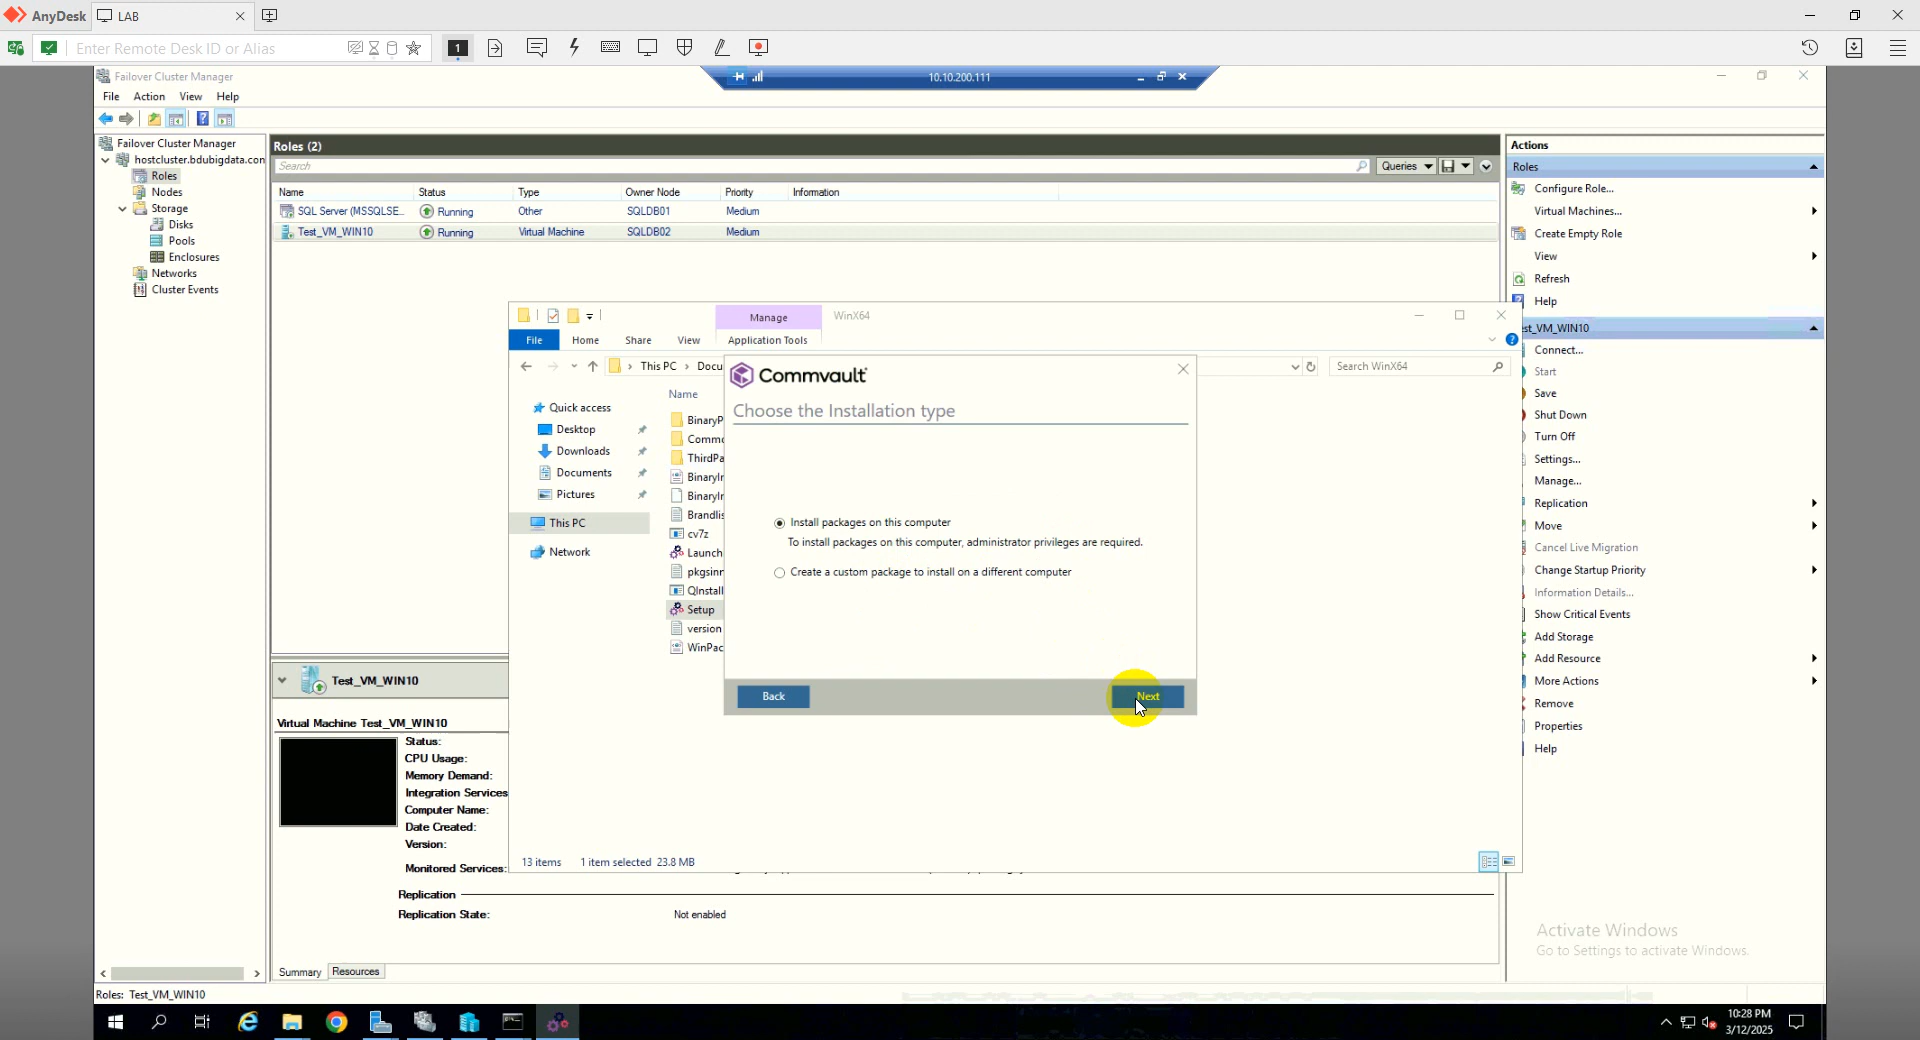 AnyDesk
LAB
Enter Remote Desk ID or Alias
1
Failover Cluster Manager
10.10.200.111
File Action View Help
Failover Cluster Manager
hostcluster.bdubigdata.con
Roles
Nodes
Storage
Disks
Pools
Enclosures
Networks
Cluster Events
Roles (2)
Search
Queries
Name Status Type Owner Node Priority Information
SQL Server (MSSQLSE... Running Other SQLDB01 Medium
Test_VM_WIN10 Running Virtual Machine SQLDB02 Medium
Actions
Roles
Configure Role...
Virtual Machines...
Create Empty Role
View
Refresh
Help
st_VM_WIN10
Connect...
Start
Save
Shut Down
Turn Off
Settings...
Manage...
Replication
Move
Cancel Live Migration
Change Startup Priority
Information Details...
Show Critical Events
Add Storage
Add Resource
More Actions
Remove
Properties
Help
Manage WinX64
File Home Share View Application Tools
This PC Docu
Search WinX64
Quick access
Desktop
Downloads
Documents
Pictures
This PC
Network
Name
BinaryP
Commo
ThirdPa
BinaryIn
BinaryIn
Brandlis
cv7z
Launch
pkgsinn
QInstall
Setup
version
WinPac
13 items 1 item selected 23.8 MB
Commvault
Choose the Installation type
Install packages on this computer
To install packages on this computer, administrator privileges are required.
Create a custom package to install on a different computer
Back Next
Test_VM_WIN10
Virtual Machine Test_VM_WIN10
Status:
CPU Usage:
Memory Demand:
Integration Services
Computer Name:
Date Created:
Version:
Monitored Services:
Replication
Replication State: Not enabled
Summary Resources
Roles: Test_VM_WIN10
Activate Windows
Go to Settings to activate Windows.
10:28 PM
3/12/2025